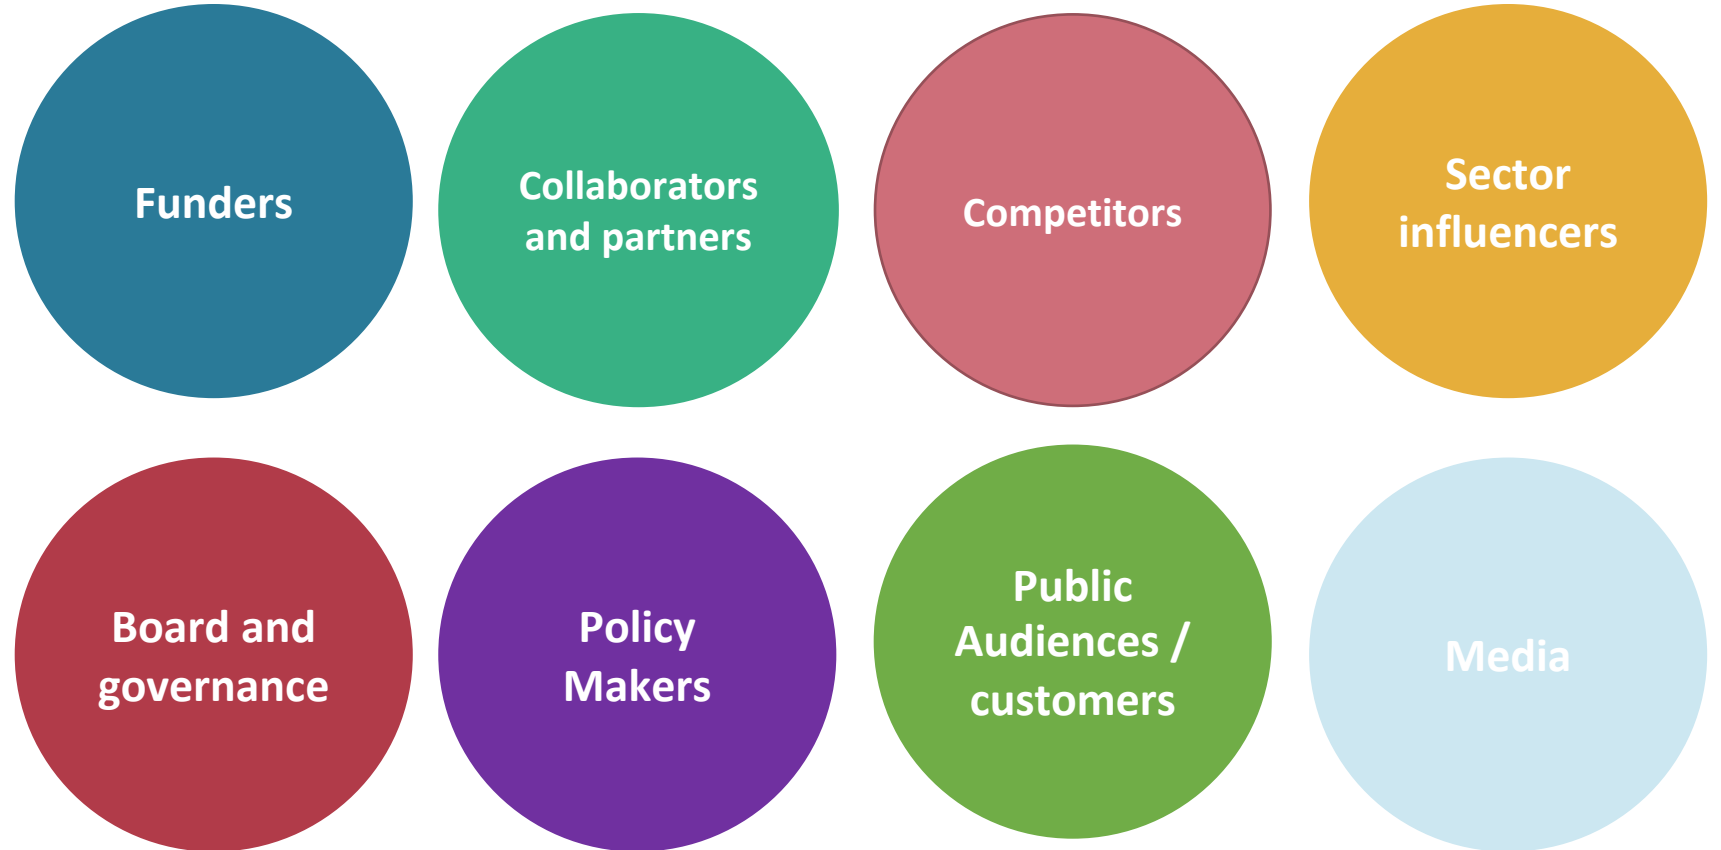 Funders
Collaborators
and partners
Competitors
Sector
influencers
Board and
governance
Policy
Makers
Public
Audiences /
customers
Media